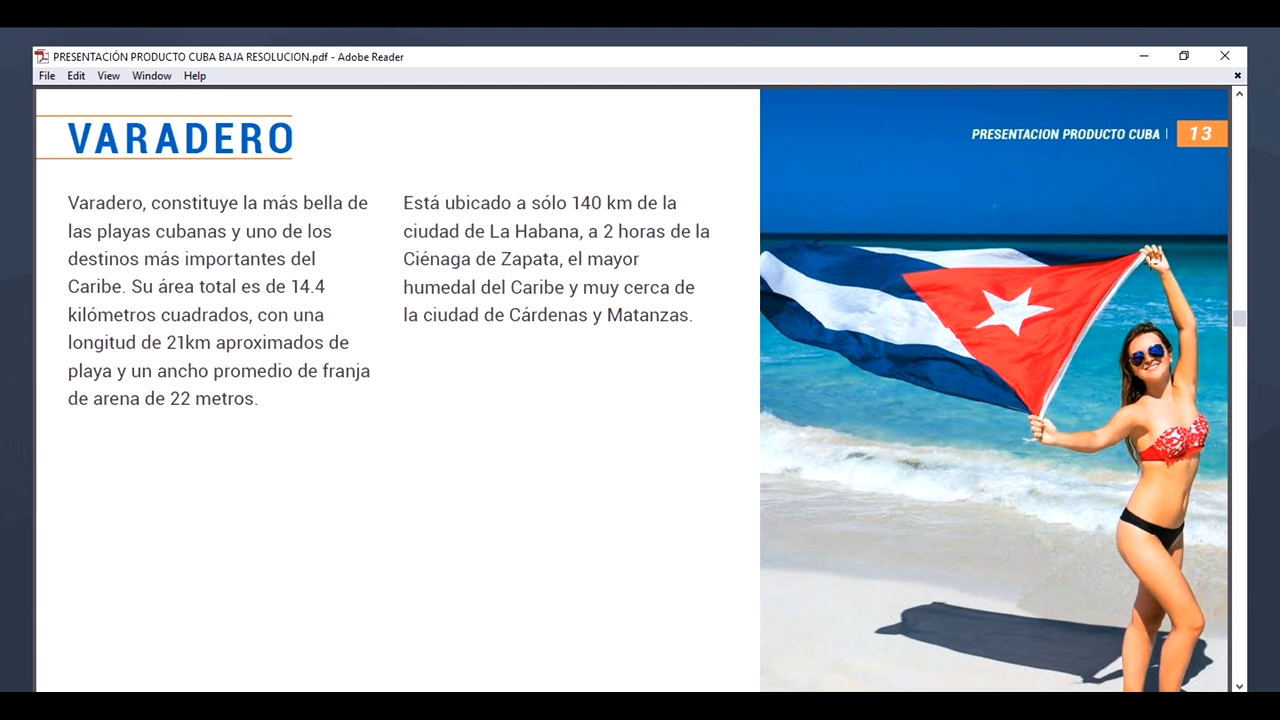 PRESENTACIÓN PRODUCTO CUBA BAJA RESOLUCION.pdf - Adobe Reader
File Edit View Window Help
VARADERO
PRESENTACION PRODUCTO CUBA | 13
Varadero, constituye la más bella de
las playas cubanas y uno de los
destinos más importantes del
Caribe. Su área total es de 14.4
kilómetros cuadrados, con una
longitud de 21km aproximados de
playa y un ancho promedio de franja
de arena de 22 metros.
Está ubicado a sólo 140 km de la
ciudad de La Habana, a 2 horas de la
Ciénaga de Zapata, el mayor
humedal del Caribe y muy cerca de
la ciudad de Cárdenas y Matanzas.